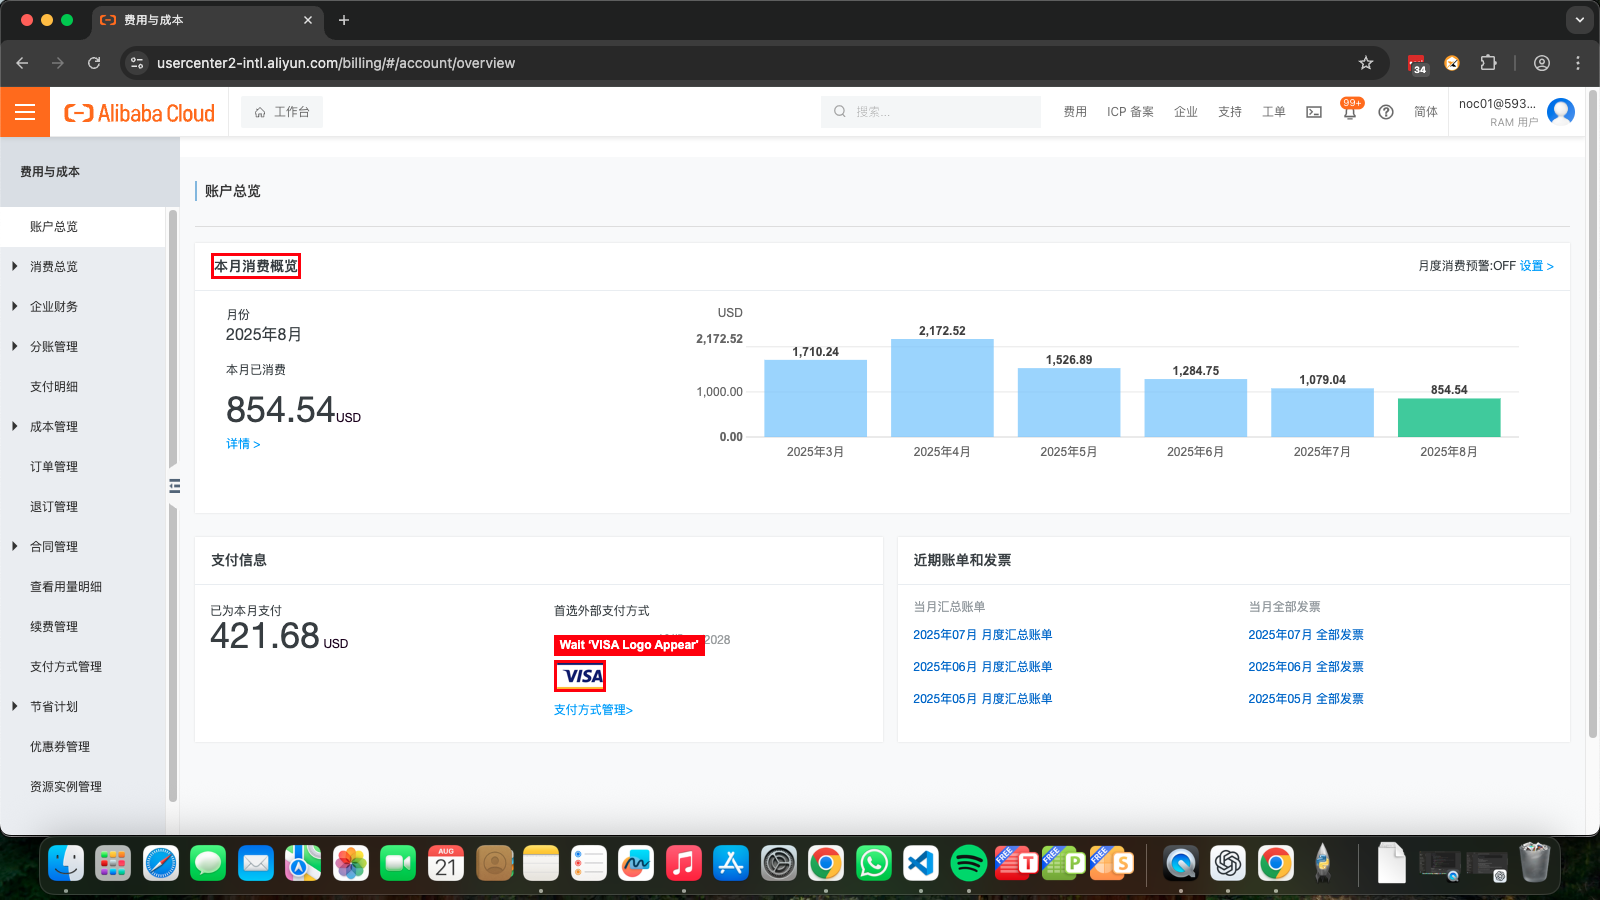 费用与成本
usercenter2-intl.aliyun.com/billing/#/account/overview
34
Alibaba Cloud
工作台
搜索...
费用
ICP 备案
企业
支持
工单
99+
简体
noc01@593...
RAM 用户
费用与成本
账户总览
消费总览
企业财务
分账管理
支付明细
成本管理
订单管理
退订管理
合同管理
查看用量明细
续费管理
支付方式管理
节省计划
优惠券管理
资源实例管理
账户总览
本月消费概览
月度消费预警:OFF 设置 >
月份
2025年8月
本月已消费
854.54USD
详情 >
USD
2,172.52
1,000.00
0.00
1,710.24
2,172.52
1,526.89
1,284.75
1,079.04
854.54
2025年3月
2025年4月
2025年5月
2025年6月
2025年7月
2025年8月
支付信息
已为本月支付
421.68 USD
首选外部支付方式
2028
Wait 'VISA Logo Appear'
VISA
支付方式管理>
近期账单和发票
当月汇总账单
2025年07月 月度汇总账单
2025年06月 月度汇总账单
2025年05月 月度汇总账单
当月全部发票
2025年07月 全部发票
2025年06月 全部发票
2025年05月 全部发票
AUG
21
FREE
T
FREE
P
FREE
S